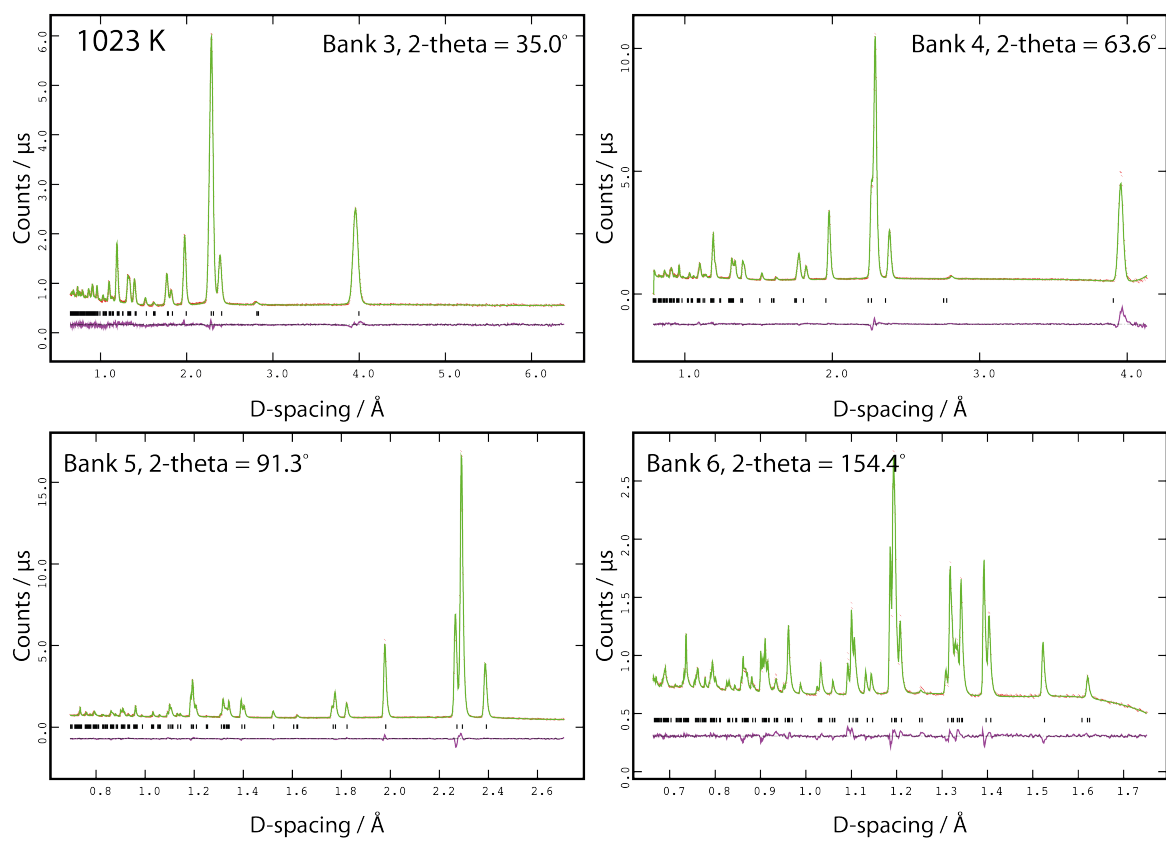 1023 K
Bank 3, 2-theta = 35.0°
Counts / µs
0.0 1.0 2.0 3.0 4.0 5.0 6.0
1.0 2.0 3.0 4.0 5.0 6.0
D-spacing / Å
Bank 4, 2-theta = 63.6°
Counts / µs
0.0 5.0 10.0
1.0 2.0 3.0 4.0
D-spacing / Å
Bank 5, 2-theta = 91.3°
Counts / µs
0.0 5.0 10.0 15.0
0.8 1.0 1.2 1.4 1.6 1.8 2.0 2.2 2.4 2.6
D-spacing / Å
Bank 6, 2-theta = 154.4°
Counts / µs
0.0 0.5 1.0 1.5 2.0 2.5
0.7 0.8 0.9 1.0 1.1 1.2 1.3 1.4 1.5 1.6 1.7
D-spacing / Å